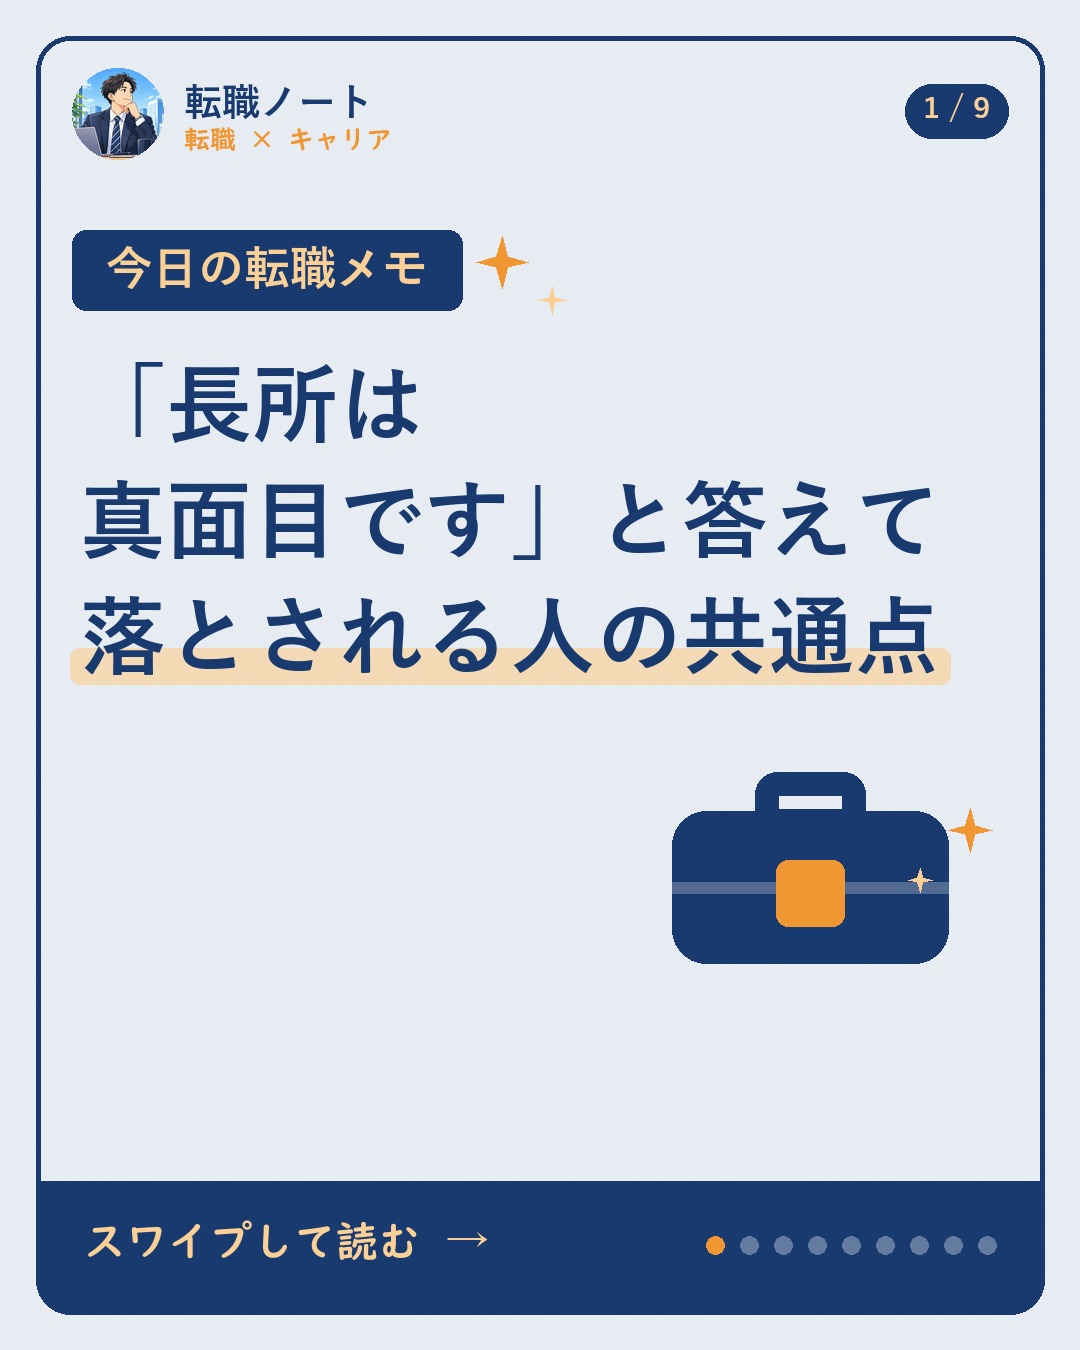 転職ノート
転職 × キャリア
1 / 9
今日の転職メモ
「長所は
真面目です」と答えて
落とされる人の共通点
スワイプして読む →